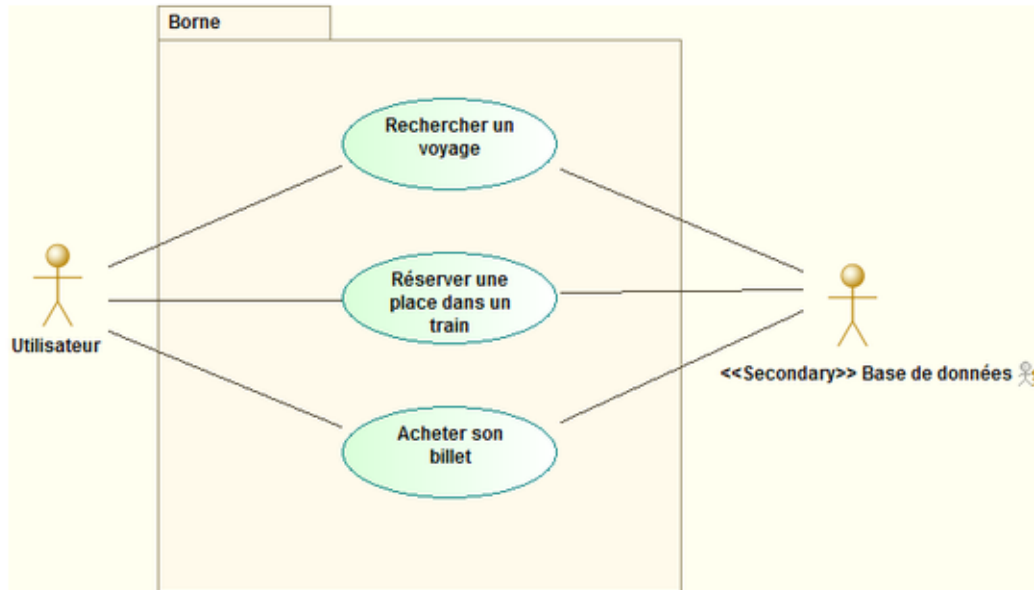 Borne
Rechercher un
voyage
Réserver une
place dans un
train
Utilisateur
<<Secondary>> Base de données
Acheter son
billet